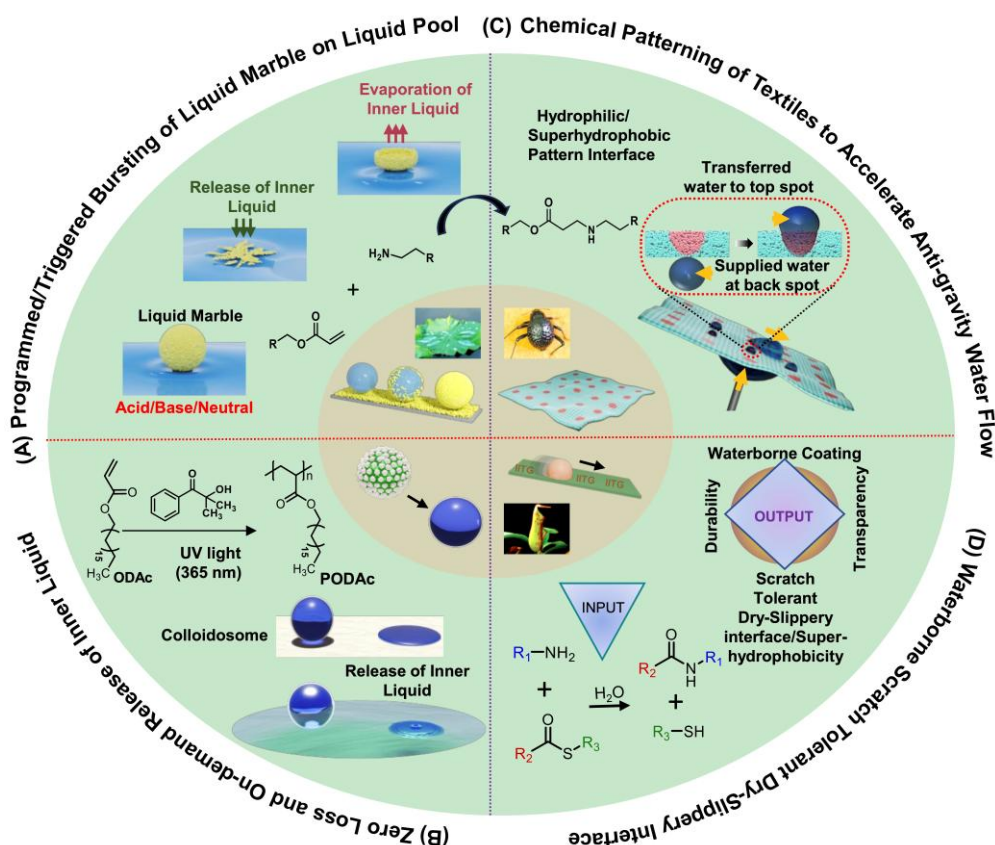 (A) Programmed/Triggered Bursting of Liquid Marble on Liquid Pool
Evaporation of
Inner Liquid
Release of Inner
Liquid
H₂N
R
+
Liquid Marble
R
O
O
Acid/Base/Neutral
(C) Chemical Patterning of Textiles to Accelerate Anti-gravity Water Flow
Hydrophilic/
Superhydrophobic
Pattern Interface
R
O
O
N
H
R
Transferred
water to top spot
Supplied water
at back spot
(B) Zero Loss and On-demand Release of Inner Liquid
O
O
15
H₃C
ODAc
O
OH
CH₃
CH₃
UV light
(365 nm)
n
O
O
15
H₃C
PODAc
Colloidosome
Release of Inner
Liquid
(D) Waterborne Scratch Tolerant Dry-Slippery Interface
IITG
IITG
IITG
Waterborne Coating
Durability
OUTPUT
Transparency
Scratch
Tolerant
Dry-Slippery
interface/Super-
hydrophobicity
INPUT
R₁
NH₂
+
O
R₂
S
R₃
H₂O
O
R₂
N
H
R₁
+
R₃
SH